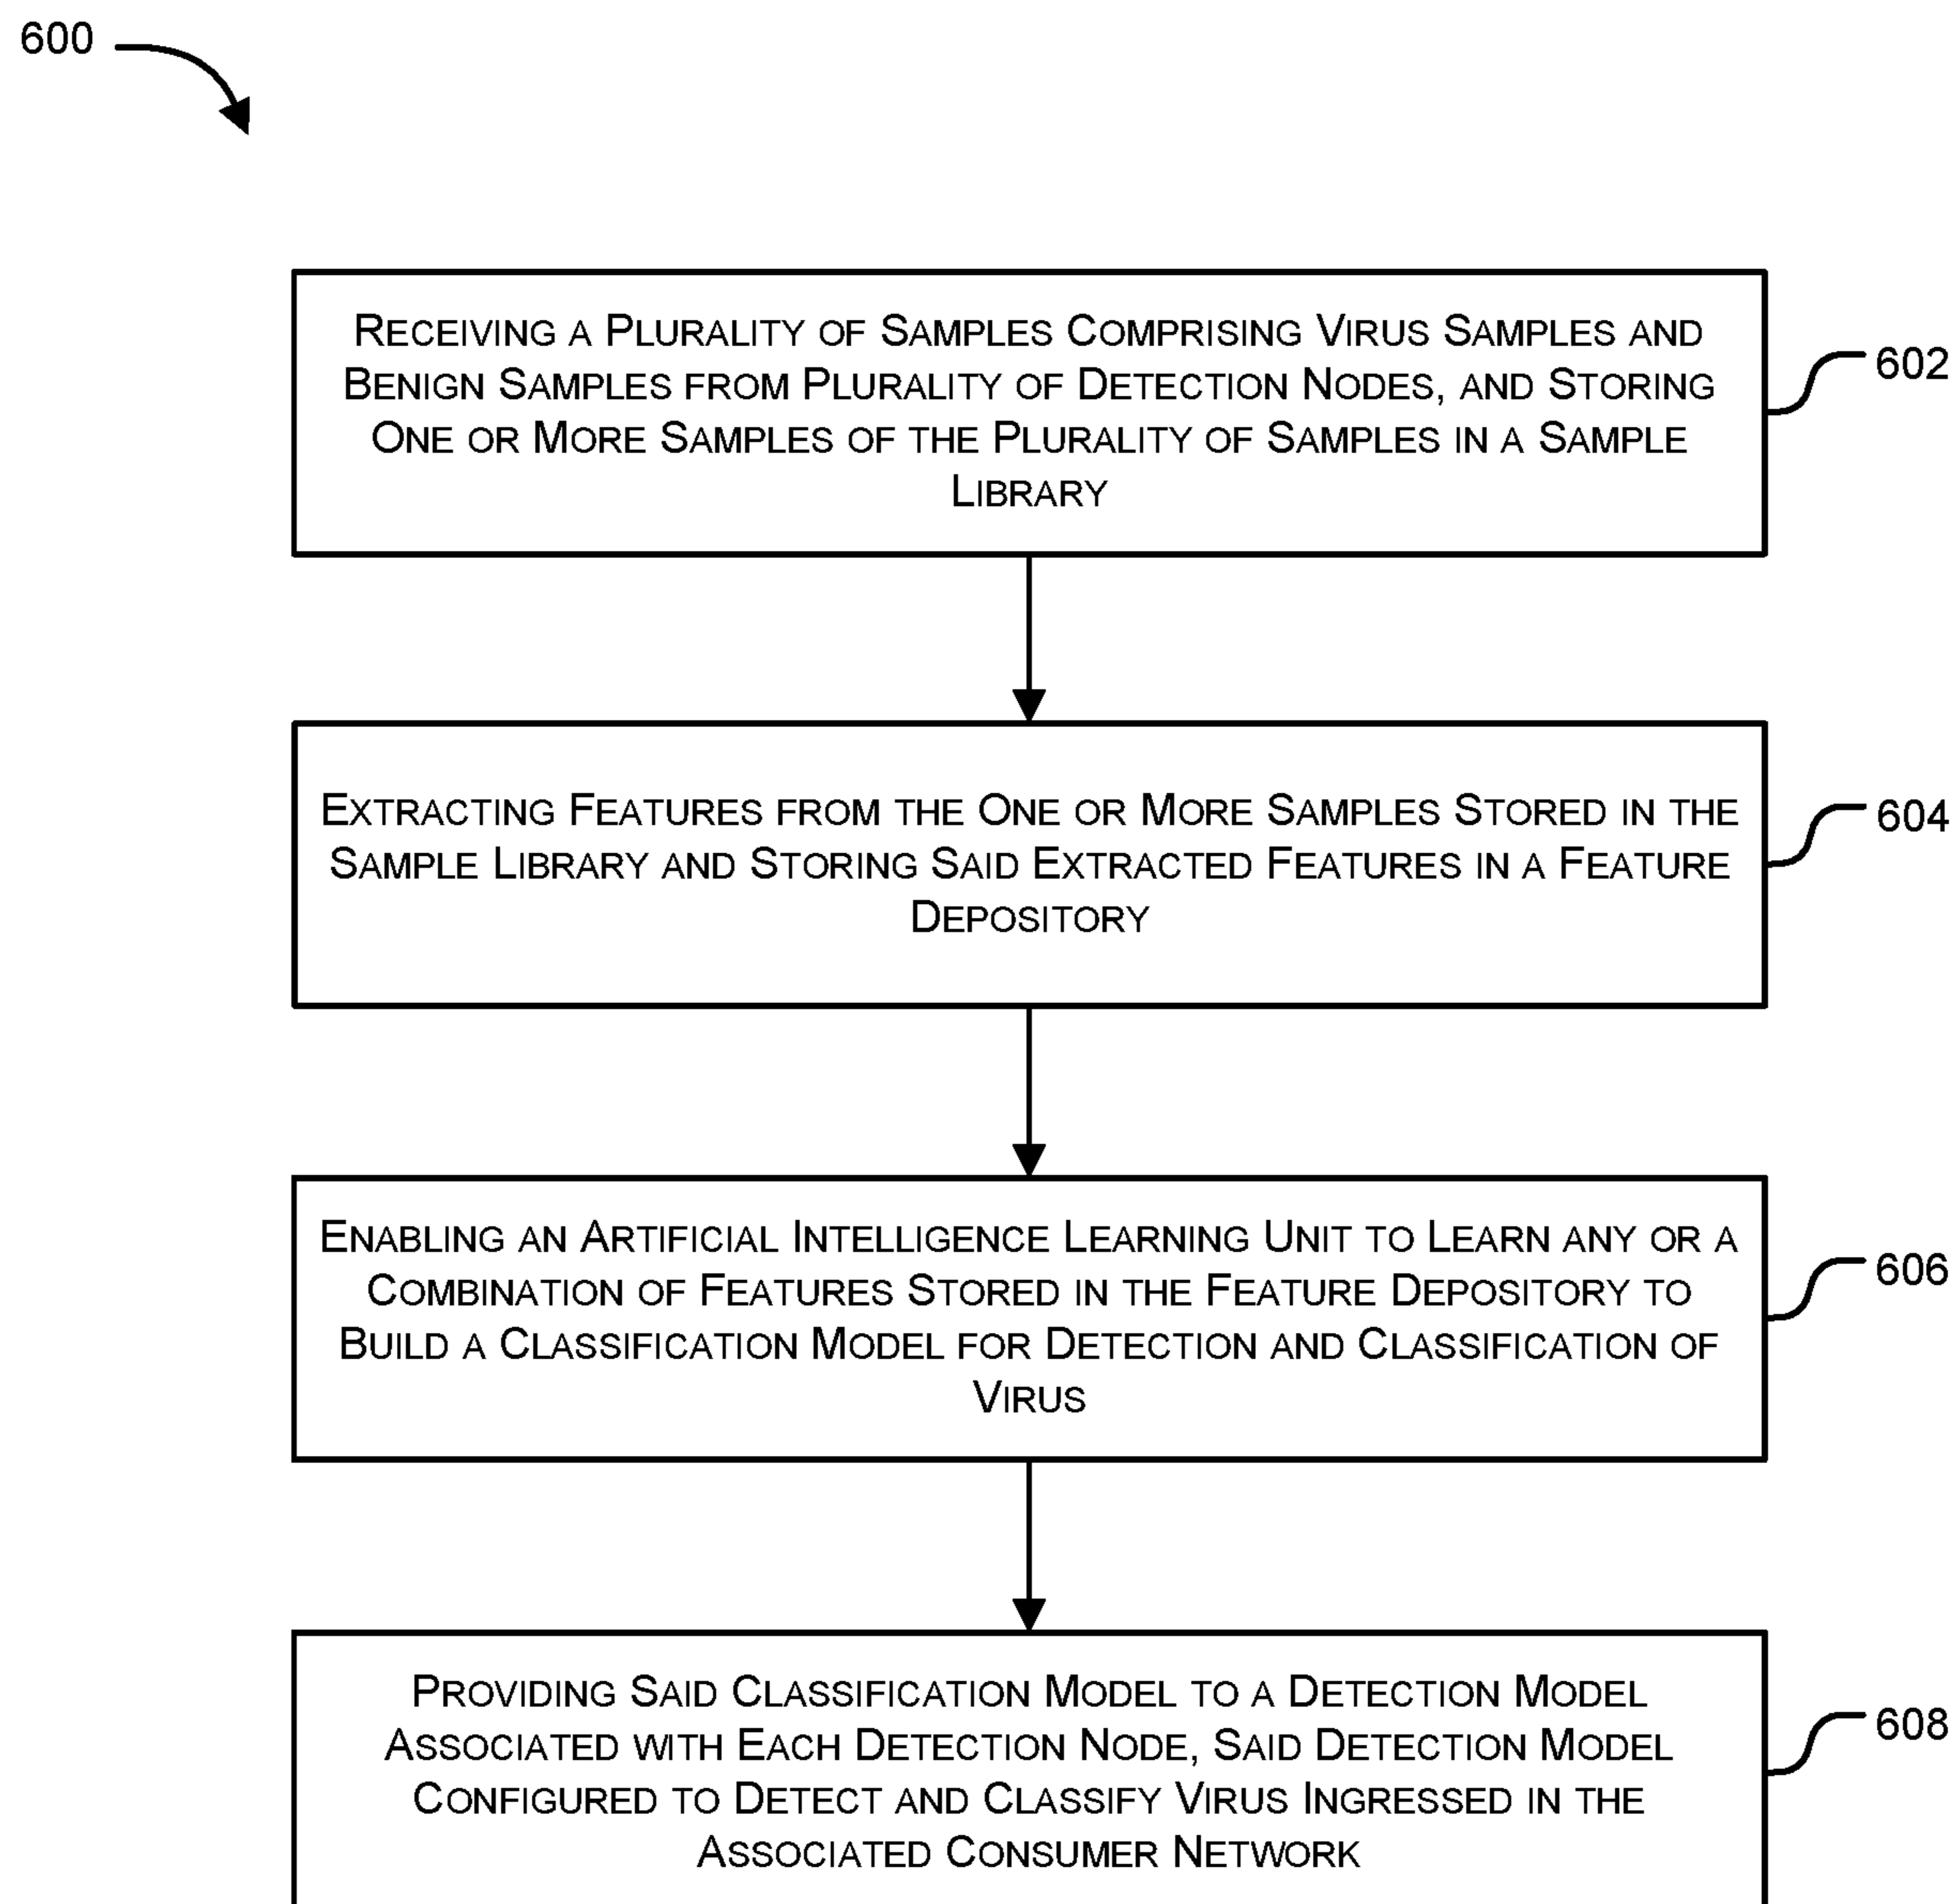 600
RECEIVING A PLURALITY OF SAMPLES COMPRISING VIRUS SAMPLES AND
BENIGN SAMPLES FROM PLURALITY OF DETECTION NODES, AND STORING
ONE OR MORE SAMPLES OF THE PLURALITY OF SAMPLES IN A SAMPLE
LIBRARY
602
EXTRACTING FEATURES FROM THE ONE OR MORE SAMPLES STORED IN THE
SAMPLE LIBRARY AND STORING SAID EXTRACTED FEATURES IN A FEATURE
DEPOSITORY
604
ENABLING AN ARTIFICIAL INTELLIGENCE LEARNING UNIT TO LEARN ANY OR A
COMBINATION OF FEATURES STORED IN THE FEATURE DEPOSITORY TO
BUILD A CLASSIFICATION MODEL FOR DETECTION AND CLASSIFICATION OF
VIRUS
606
PROVIDING SAID CLASSIFICATION MODEL TO A DETECTION MODEL
ASSOCIATED WITH EACH DETECTION NODE, SAID DETECTION MODEL
CONFIGURED TO DETECT AND CLASSIFY VIRUS INGRESSED IN THE
ASSOCIATED CONSUMER NETWORK
608